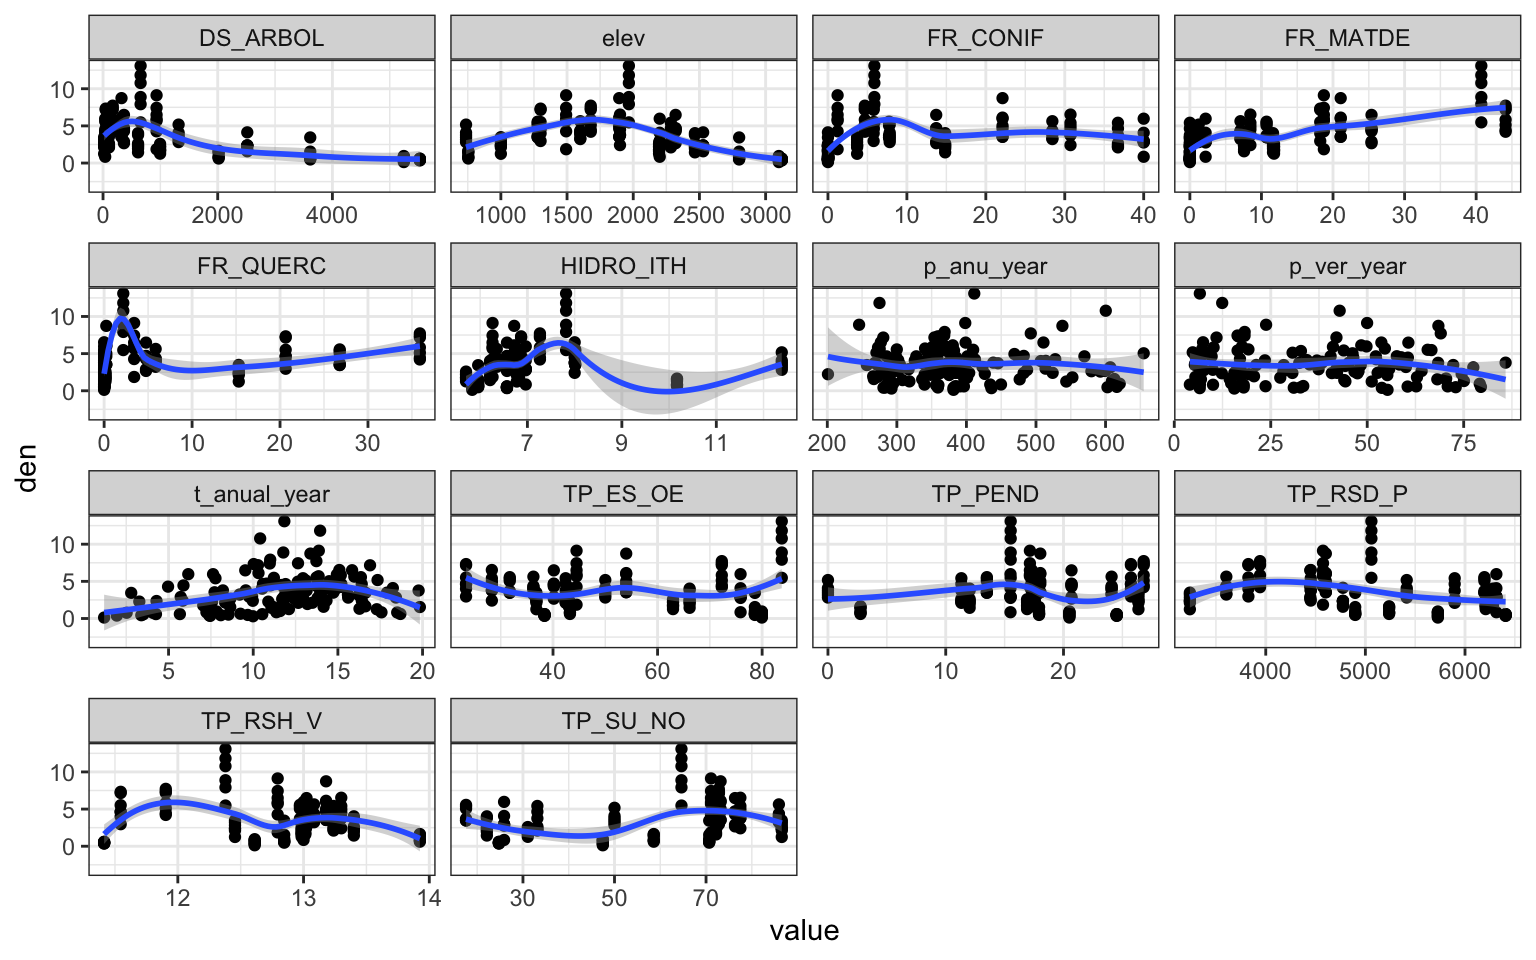 DS_ARBOL elev FR_CONIF FR_MATDE
10
5
0
0 2000 4000 1000 1500 2000 2500 3000 0 10 20 30 40 0 10 20 30 40
FR_QUERC HIDRO_ITH p_anu_year p_ver_year
10
5
0
0 10 20 30 7 9 11 200 300 400 500 600 0 25 50 75
den
t_anual_year TP_ES_OE TP_PEND TP_RSD_P
10
5
0
5 10 15 20 40 60 80 0 10 20 4000 5000 6000
TP_RSH_V TP_SU_NO
10
5
0
12 13 14 30 50 70
value